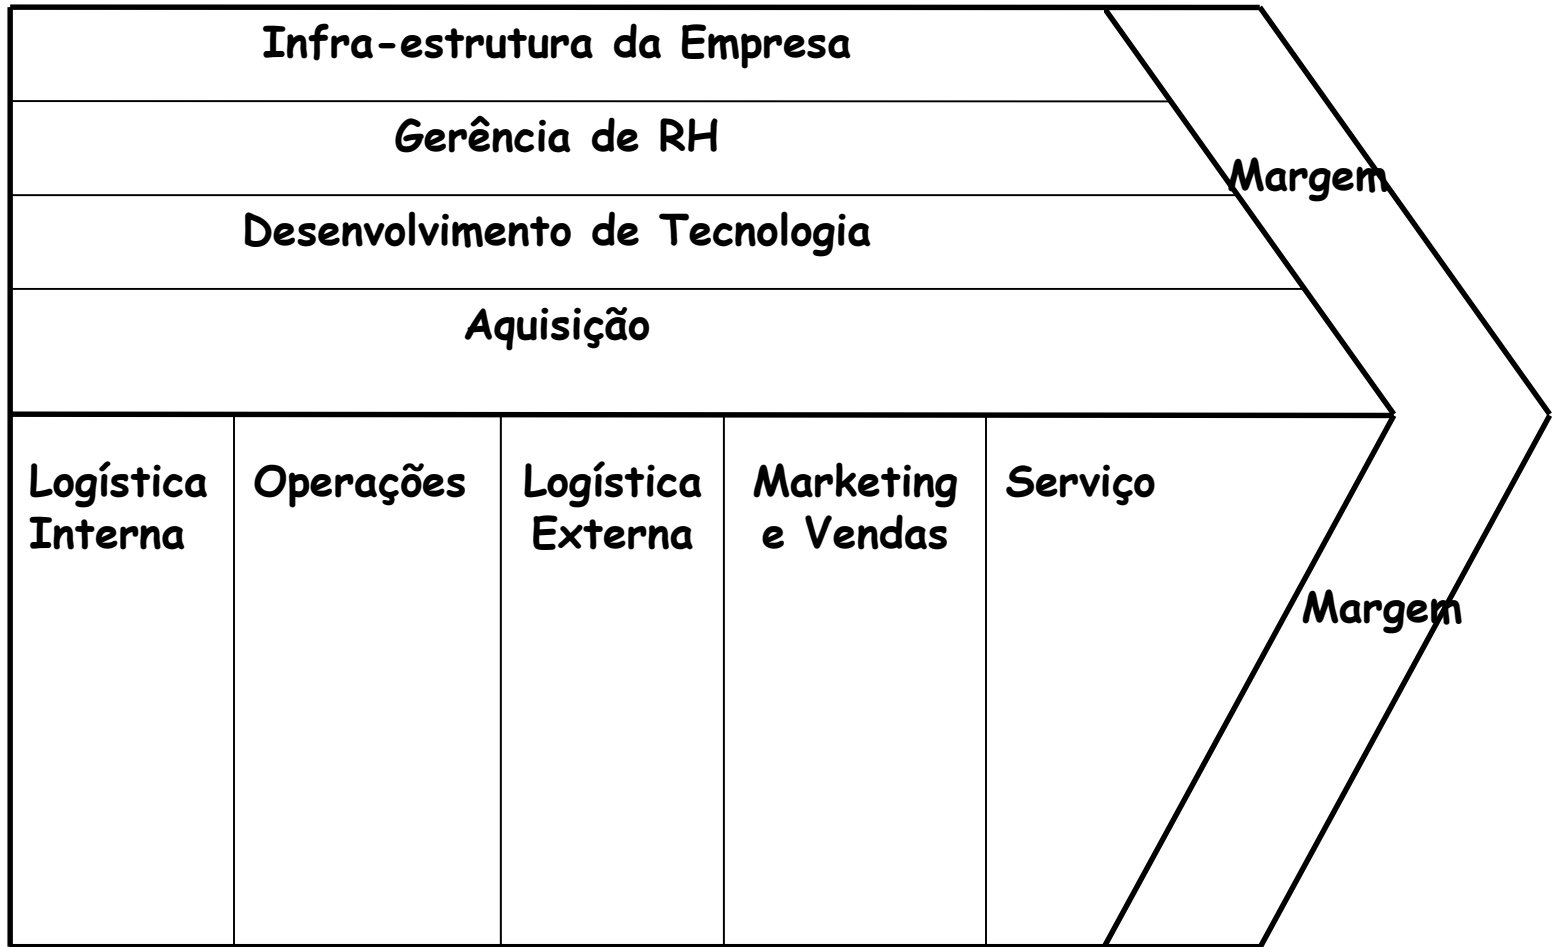 Infra-estrutura da Empresa
Gerência de RH
Margem
Desenvolvimento de Tecnologia
Aquisição
Logística
Interna
Operações
Logística
Externa
Marketing
e Vendas
Serviço
Margem